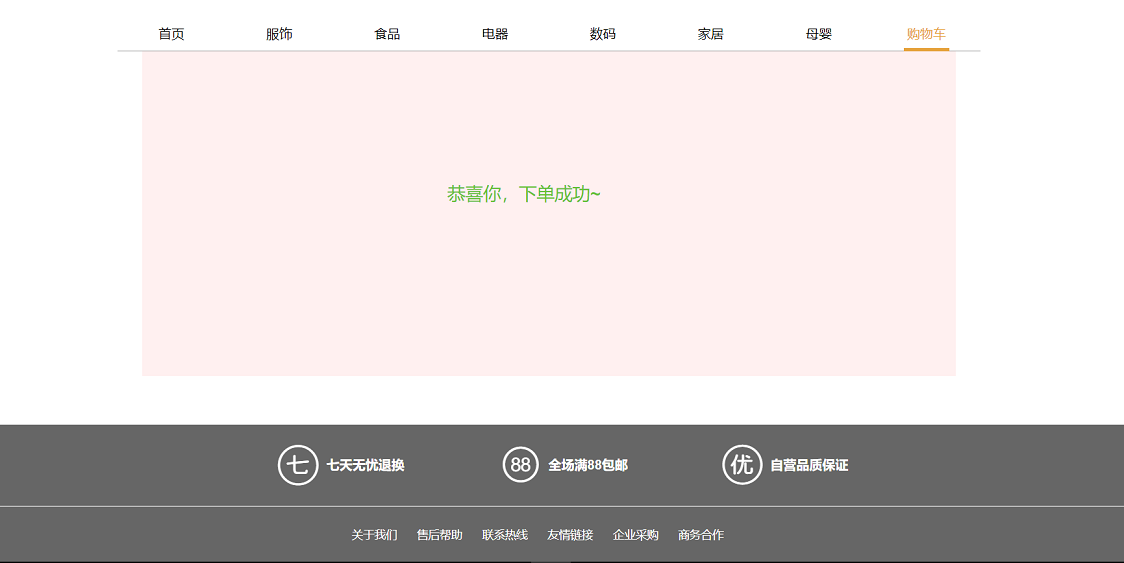 首页 服饰 食品 电器 数码 家居 母婴 购物车
恭喜你，下单成功~
七 七天无忧退换 88 全场满88包邮 优 自营品质保证
关于我们 售后帮助 联系热线 友情链接 企业采购 商务合作